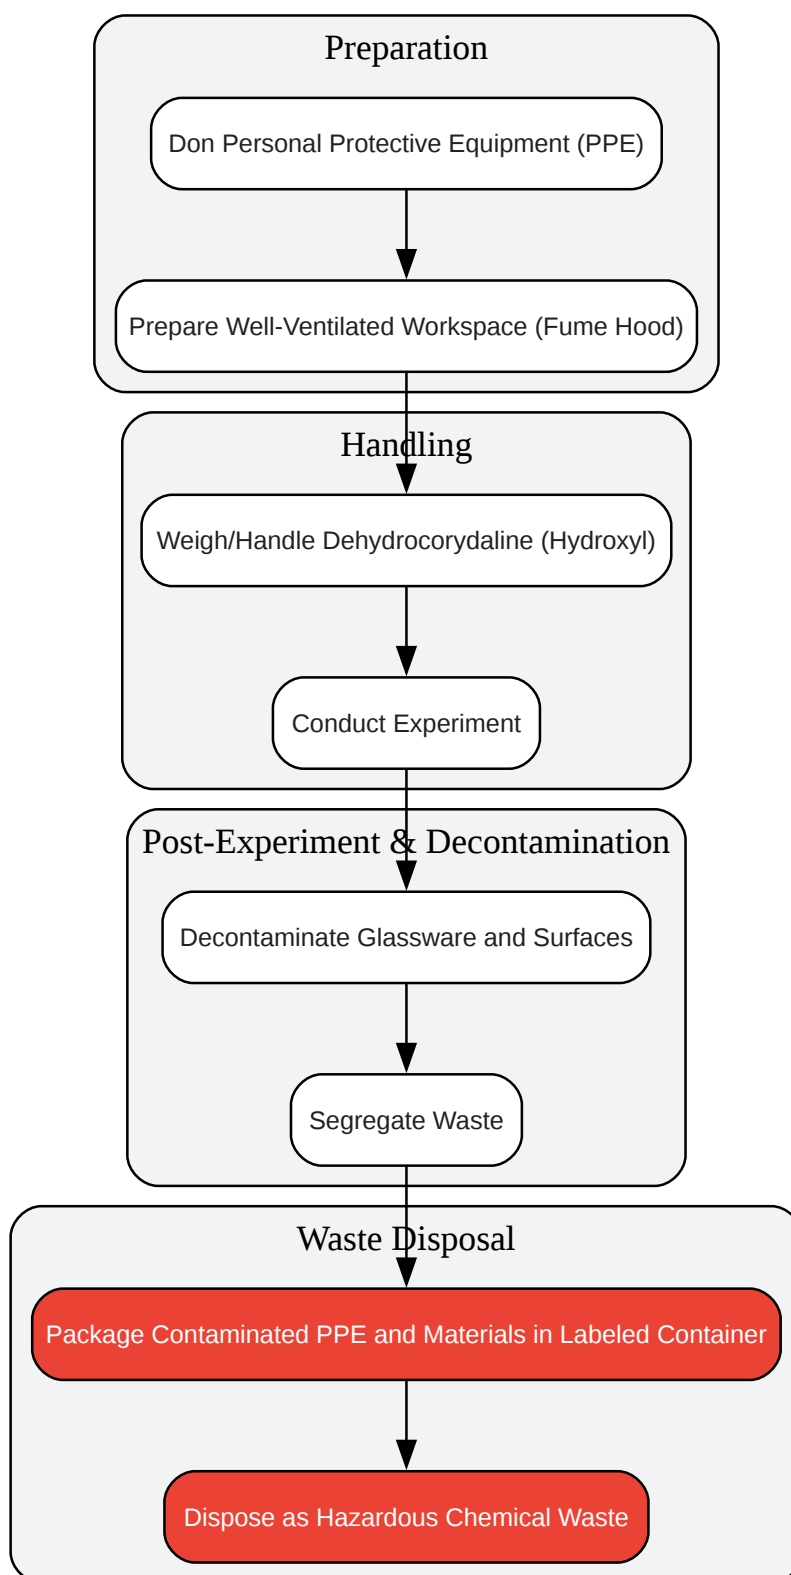 Preparation
Don Personal Protective Equipment (PPE)
Prepare Well-Ventilated Workspace (Fume Hood)
Handling
Weigh/Handle Dehydrocorydaline (Hydroxyl)
Conduct Experiment
Post-Experiment & Decontamination
Decontaminate Glassware and Surfaces
Segregate Waste
Waste Disposal
Package Contaminated PPE and Materials in Labeled Container
Dispose as Hazardous Chemical Waste